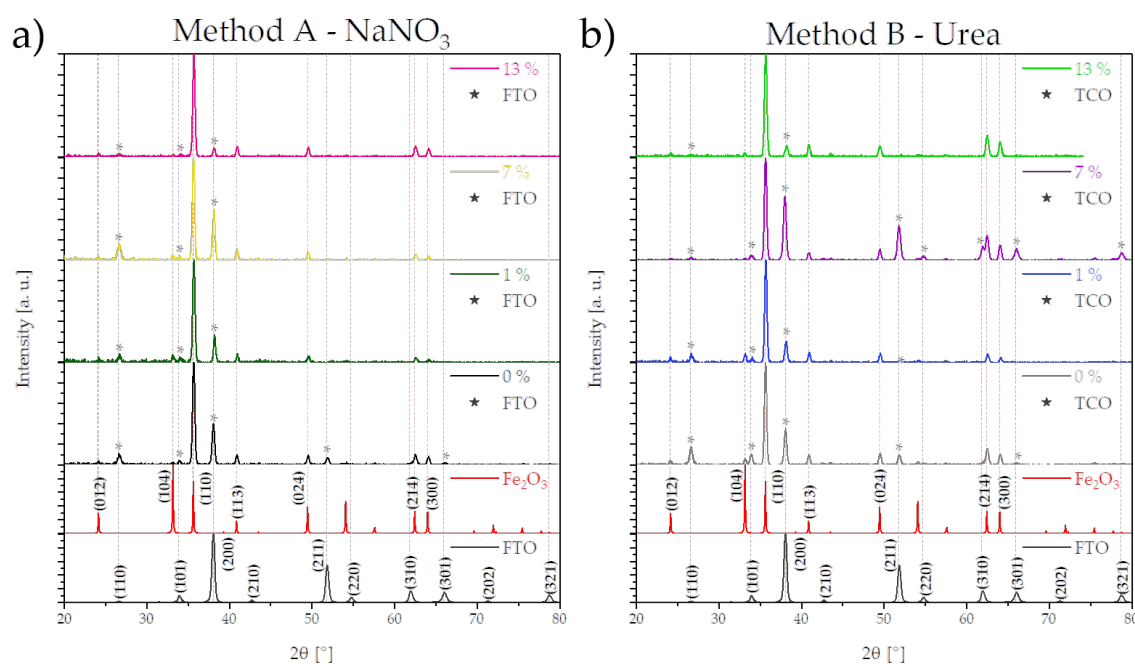 a)
Method A - NaNO₃
13 %
★ FTO
7 %
★ FTO
1 %
★ FTO
0 %
★ FTO
Fe₂O₃
FTO
(012)
(104)
(110)
(113)
(024)
(214)
(300)
(110)
(101)
(200)
(210)
(211)
(220)
(310)
(301)
(202)
(321)
Intensity [a. u.]
20 30 40 50 60 70 80
2θ [°]
b)
Method B - Urea
13 %
★ TCO
7 %
★ TCO
1 %
★ TCO
0 %
★ TCO
Fe₂O₃
FTO
(012)
(104)
(110)
(113)
(024)
(214)
(300)
(110)
(101)
(200)
(210)
(211)
(220)
(310)
(301)
(202)
(321)
Intensity [a. u.]
20 30 40 50 60 70 80
2θ [°]